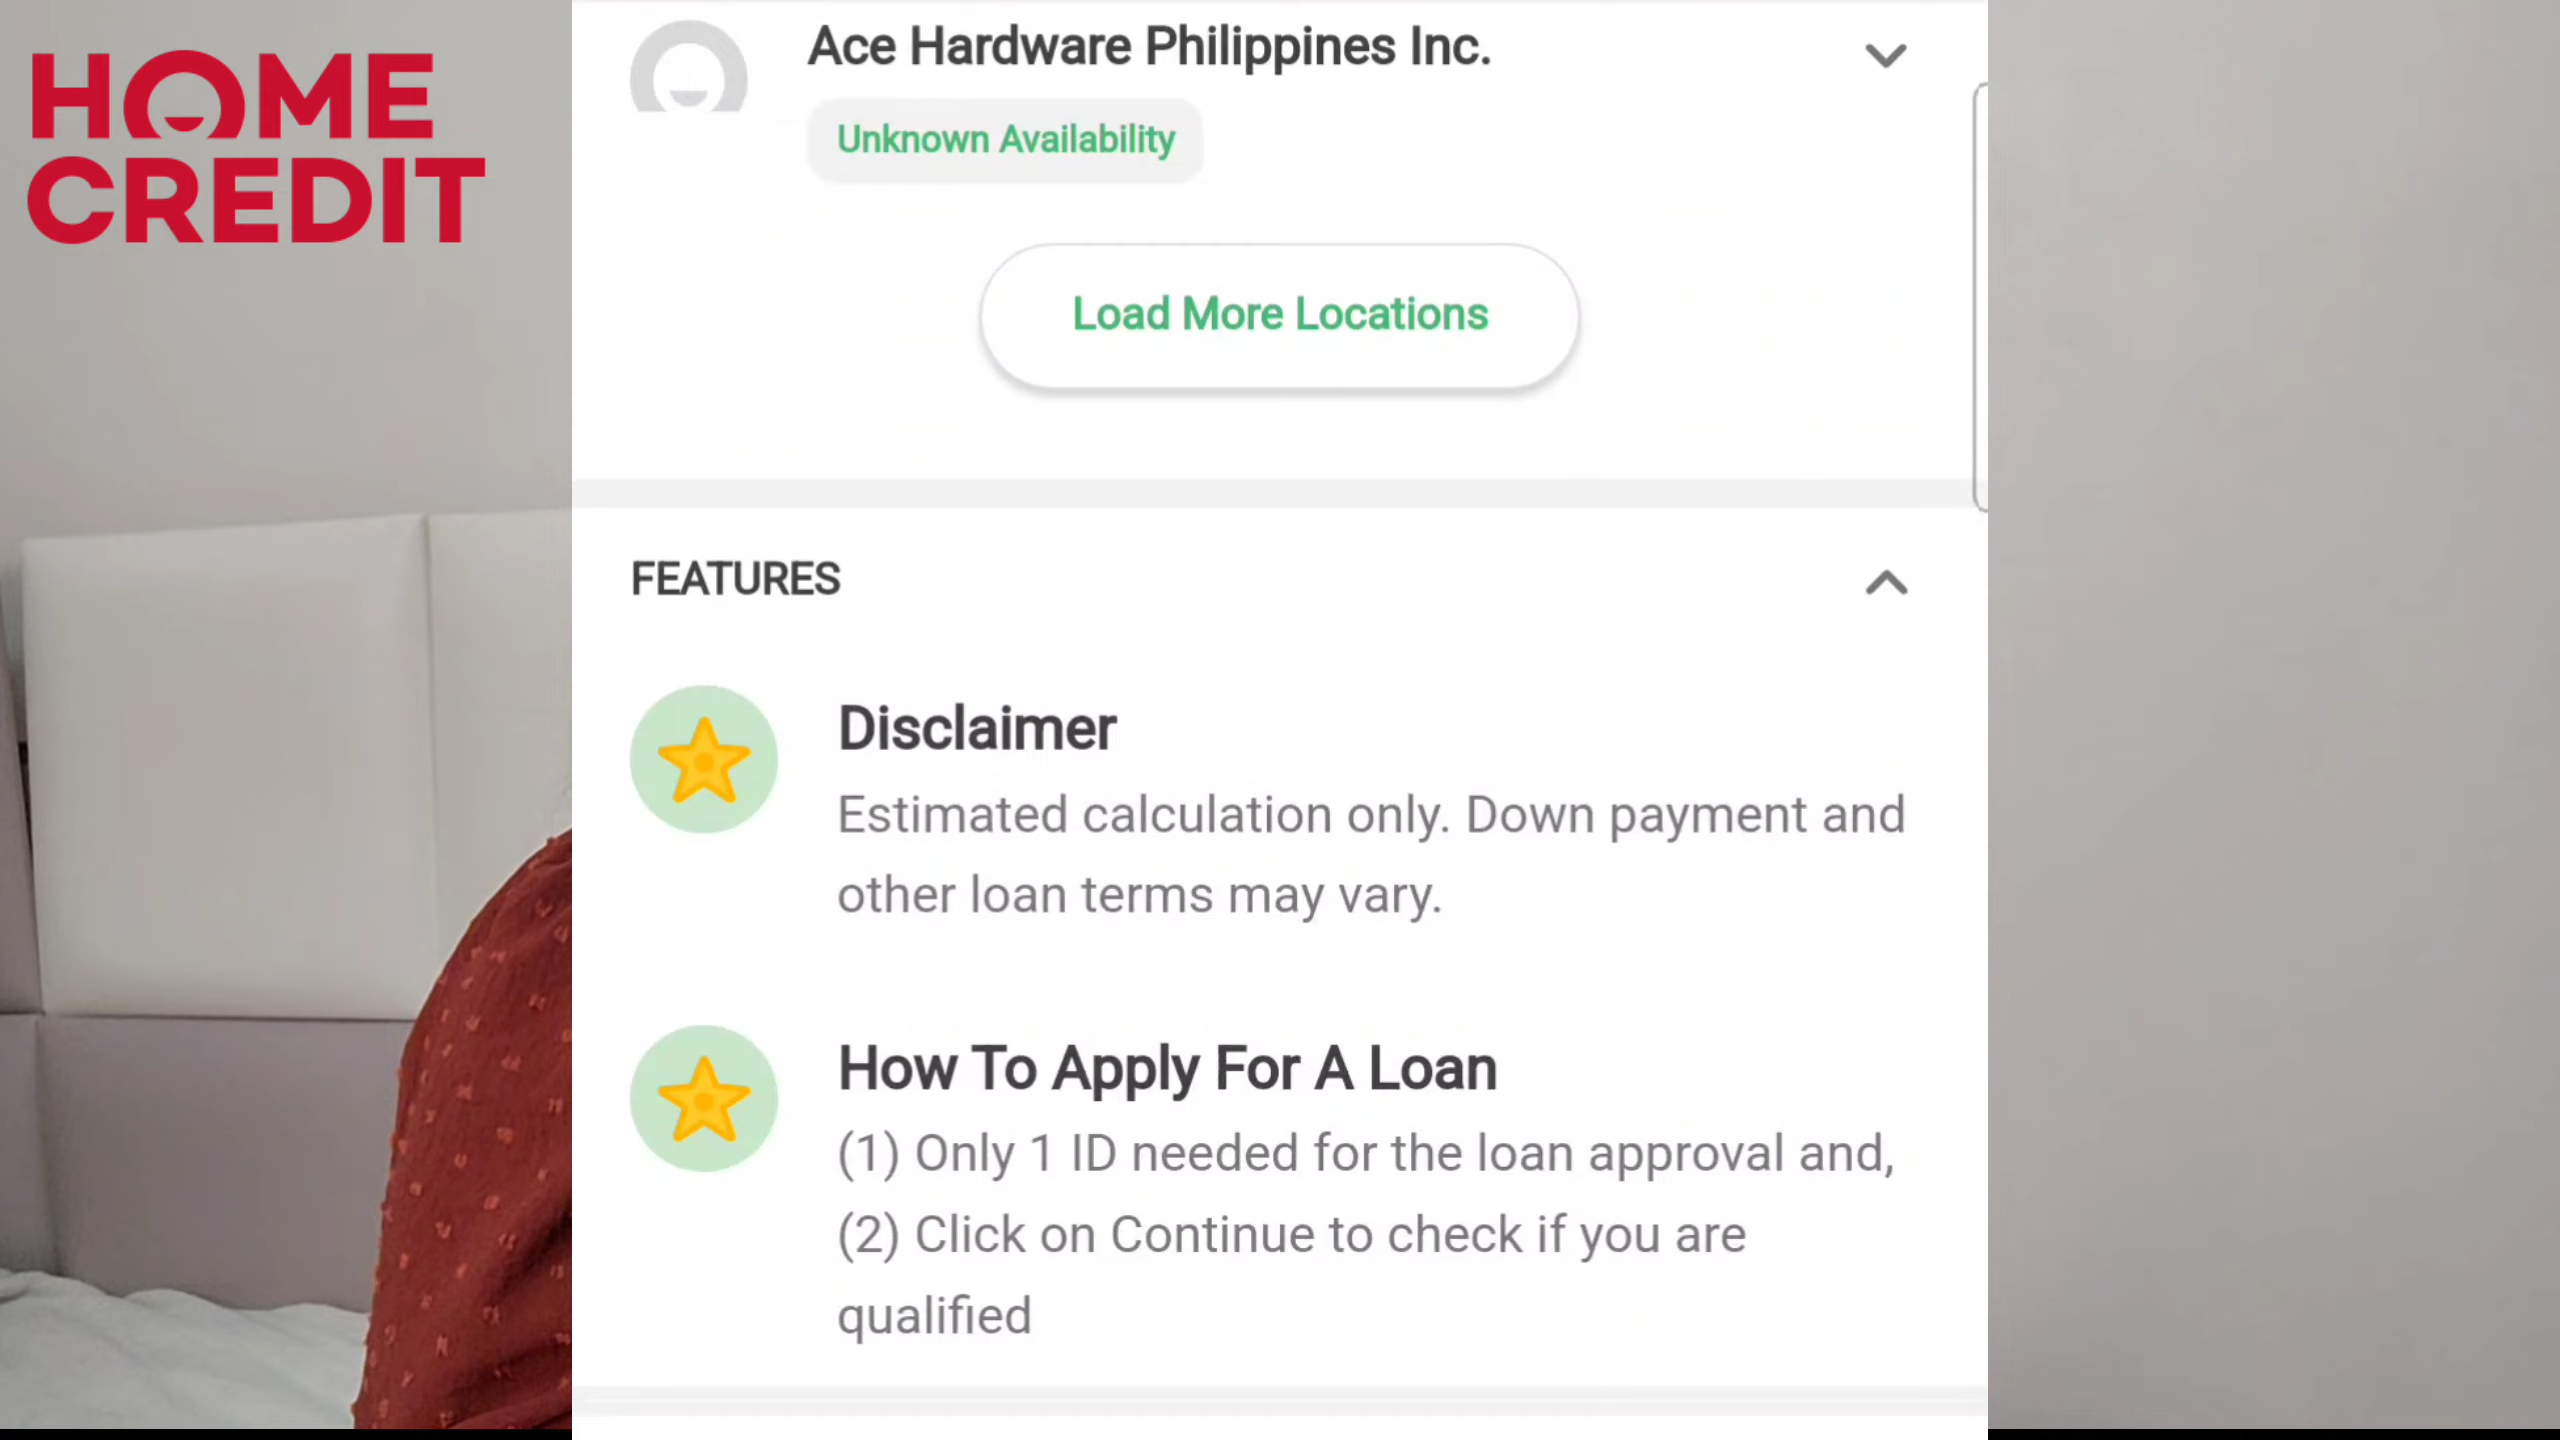 HOME
CREDIT
Ace Hardware Philippines Inc.
Unknown Availability
Load More Locations
FEATURES
Disclaimer
Estimated calculation only. Down payment and
other loan terms may vary.
How To Apply For A Loan
(1) Only 1 ID needed for the loan approval and,
(2) Click on Continue to check if you are
qualified